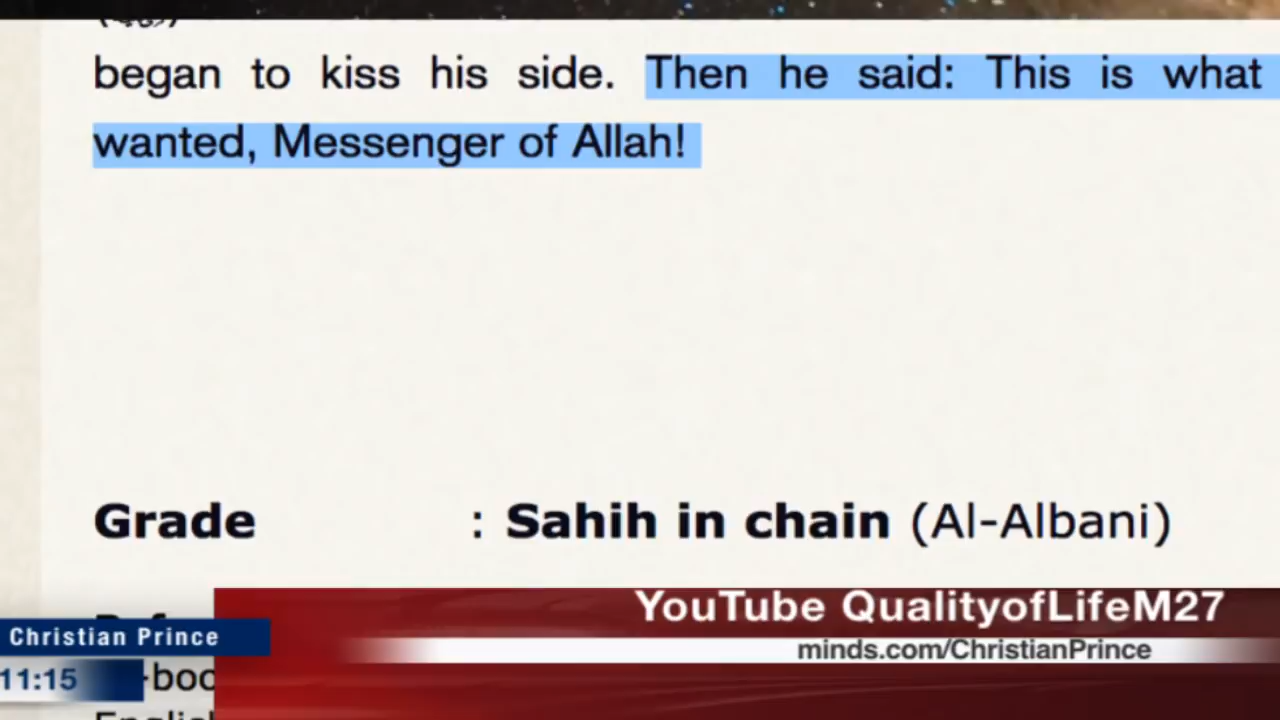 began to kiss his side. Then he said: This is what
wanted, Messenger of Allah!
Grade : Sahih in chain (Al-Albani)
YouTube QualityofLifeM27
Christian Prince
minds.com/ChristianPrince
11:15